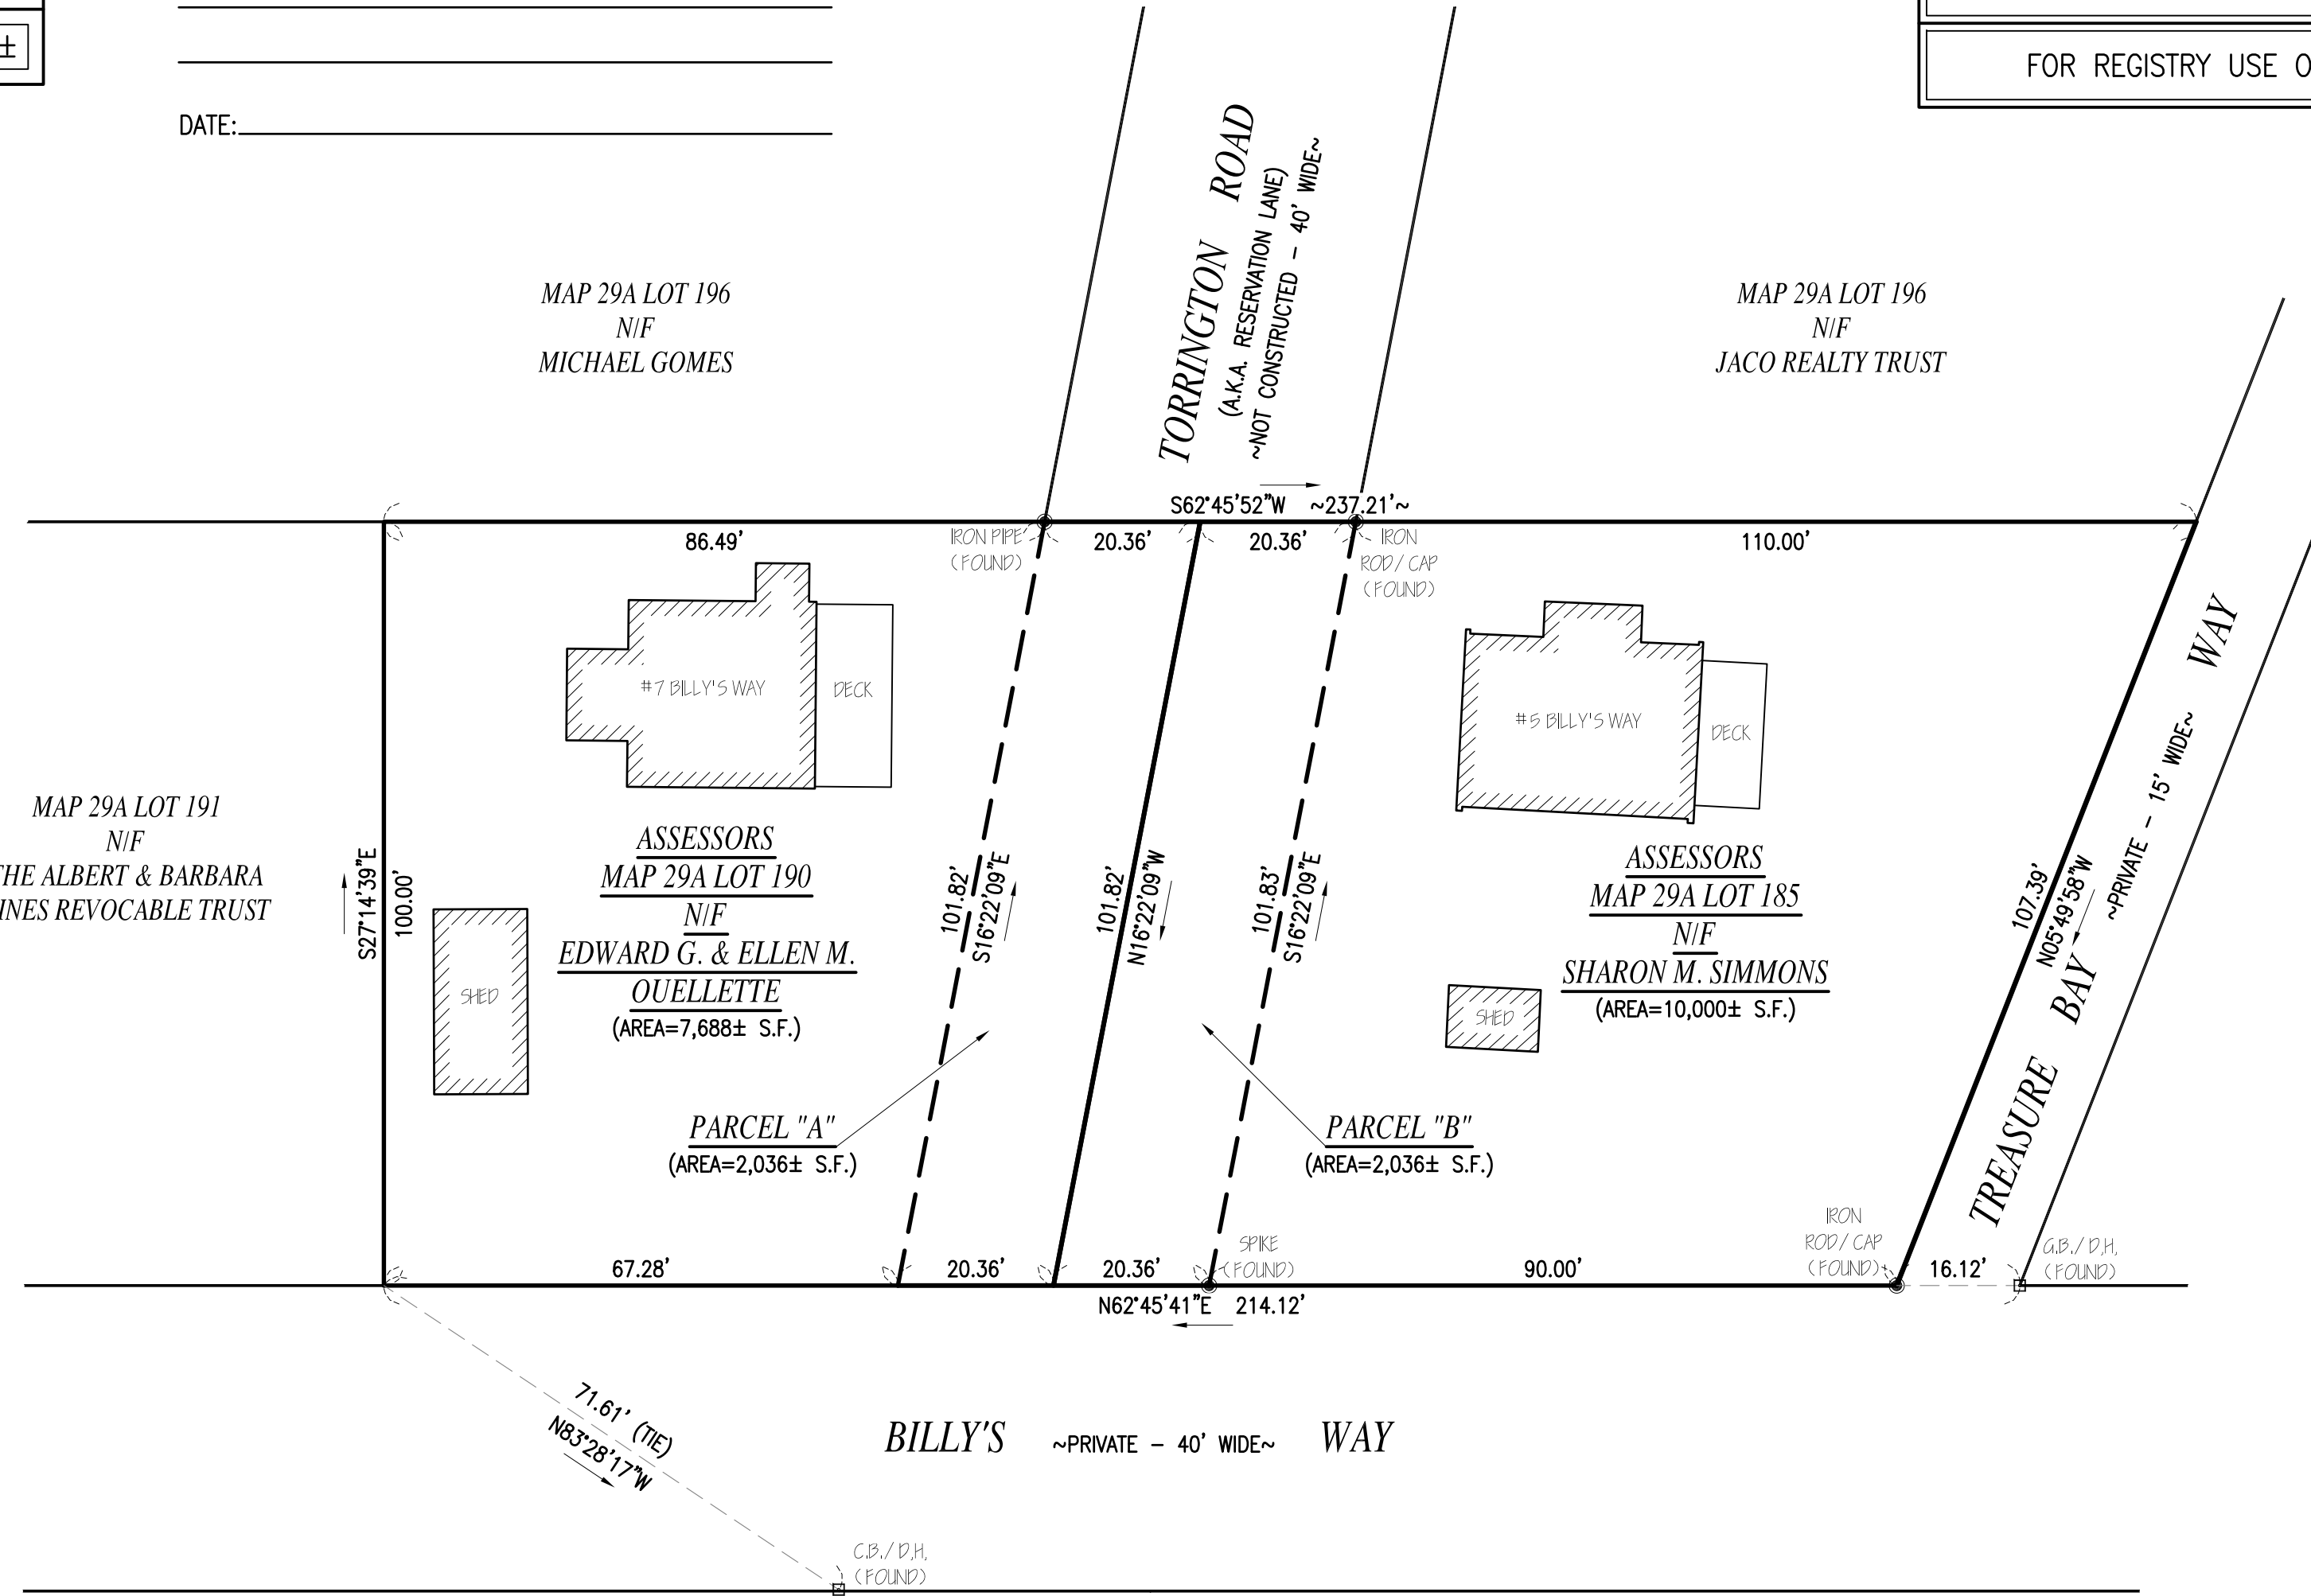 ±
DATE:
FOR REGISTRY USE O
TORRINGTON ROAD
(A.K.A. RESERVATION LANE)
~NOT CONSTRUCTED - 40' WIDE~
MAP 29A LOT 196
N/F
MICHAEL GOMES
MAP 29A LOT 196
N/F
JACO REALTY TRUST
S62°45'52"W ~237.21'~
86.49'
IRON PIPE
(FOUND)
20.36'
20.36'
IRON
ROD/CAP
(FOUND)
110.00'
#7 BILLY'S WAY
DECK
#5 BILLY'S WAY
DECK
MAP 29A LOT 191
N/F
THE ALBERT & BARBARA
INES REVOCABLE TRUST
S27°14'39"E
100.00'
ASSESSORS
MAP 29A LOT 190
N/F
EDWARD G. & ELLEN M.
OUELLETTE
(AREA=7,688± S.F.)
SHED
101.82'
S16°22'09"E
101.82'
N16°22'09"W
101.83'
S16°22'09"E
ASSESSORS
MAP 29A LOT 185
N/F
SHARON M. SIMMONS
(AREA=10,000± S.F.)
SHED
107.39'
N05°49'58"W
TREASURE BAY WAY
~PRIVATE - 15' WIDE~
PARCEL "A"
(AREA=2,036± S.F.)
PARCEL "B"
(AREA=2,036± S.F.)
67.28'
20.36'
20.36'
SPIKE
(FOUND)
90.00'
IRON
ROD/CAP
(FOUND)
16.12'
G.B./D.H.
(FOUND)
N62°45'41"E 214.12'
71.61' (TIE)
N83°28'17"W
BILLY'S ~PRIVATE - 40' WIDE~ WAY
C.B./D.H.
(FOUND)